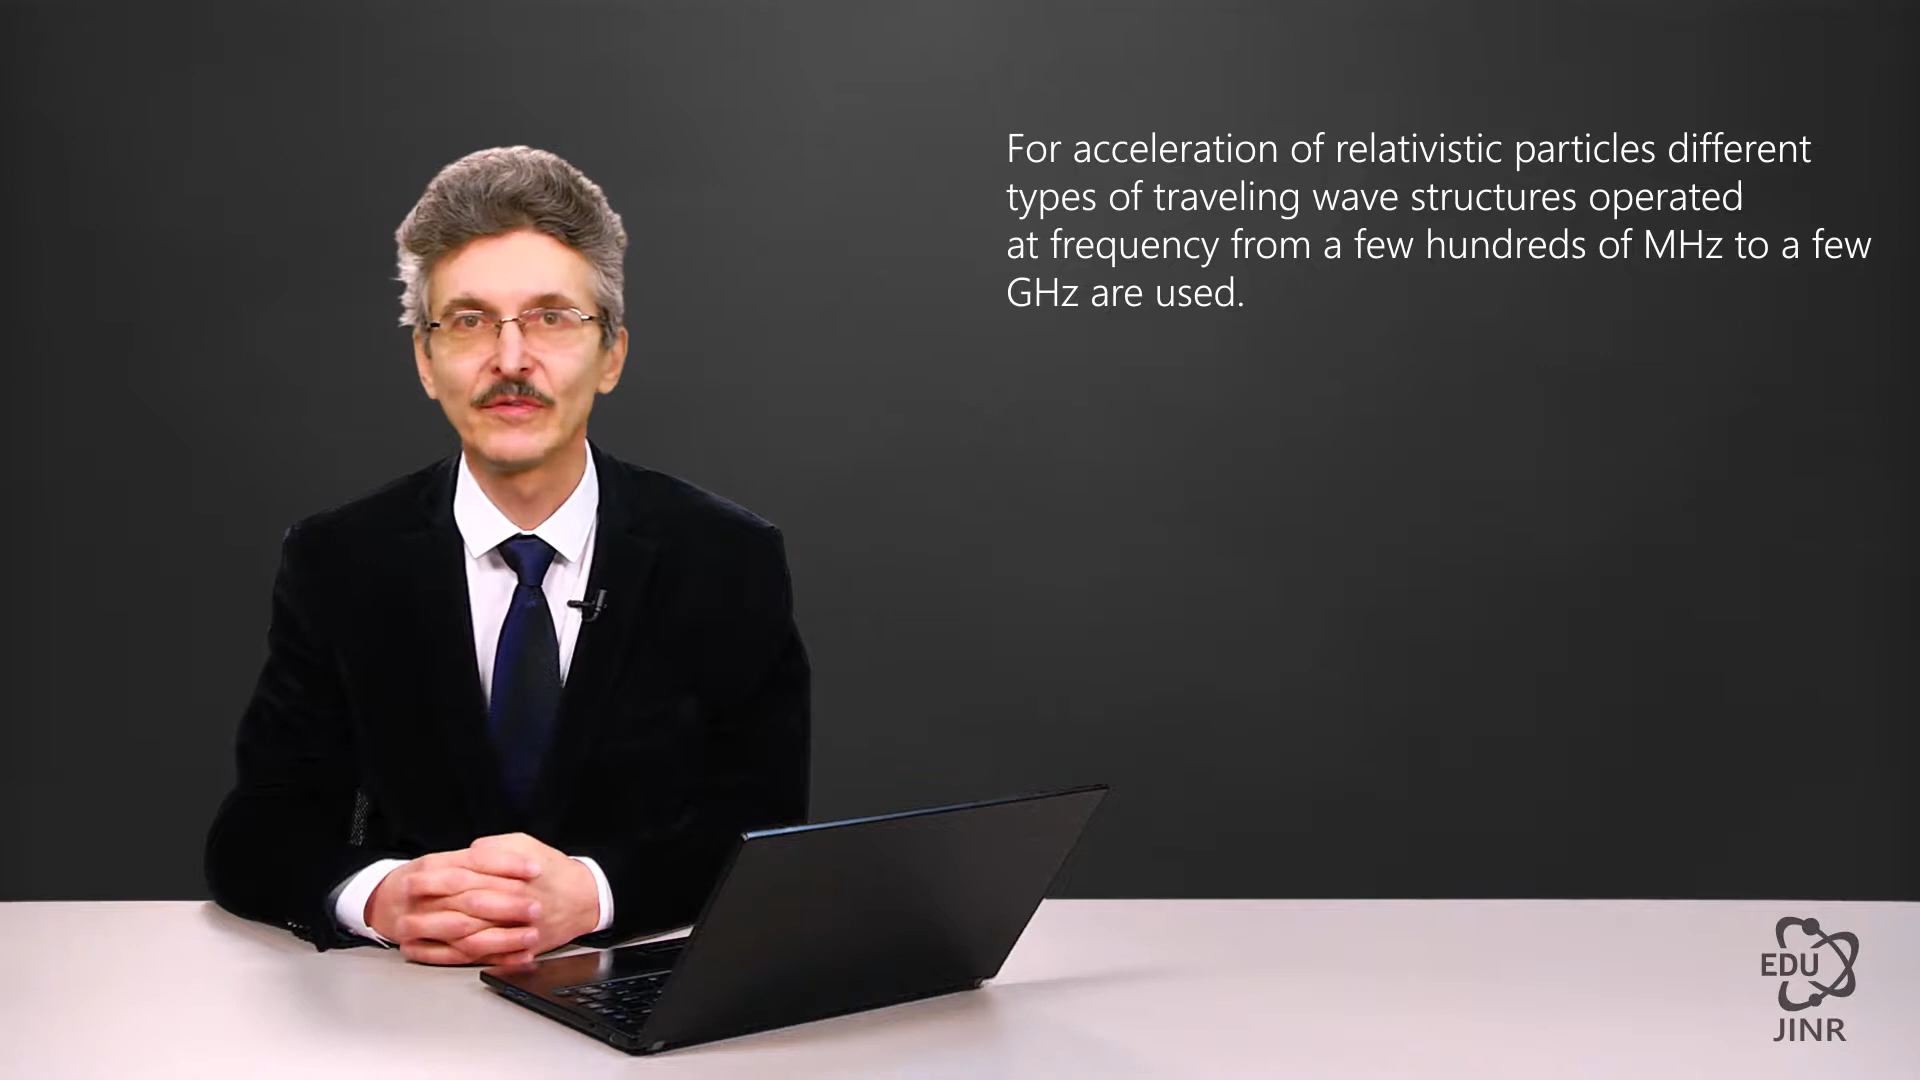 For acceleration of relativistic particles different
types of traveling wave structures operated
at frequency from a few hundreds of MHz to a few
GHz are used.
EDU
JINR